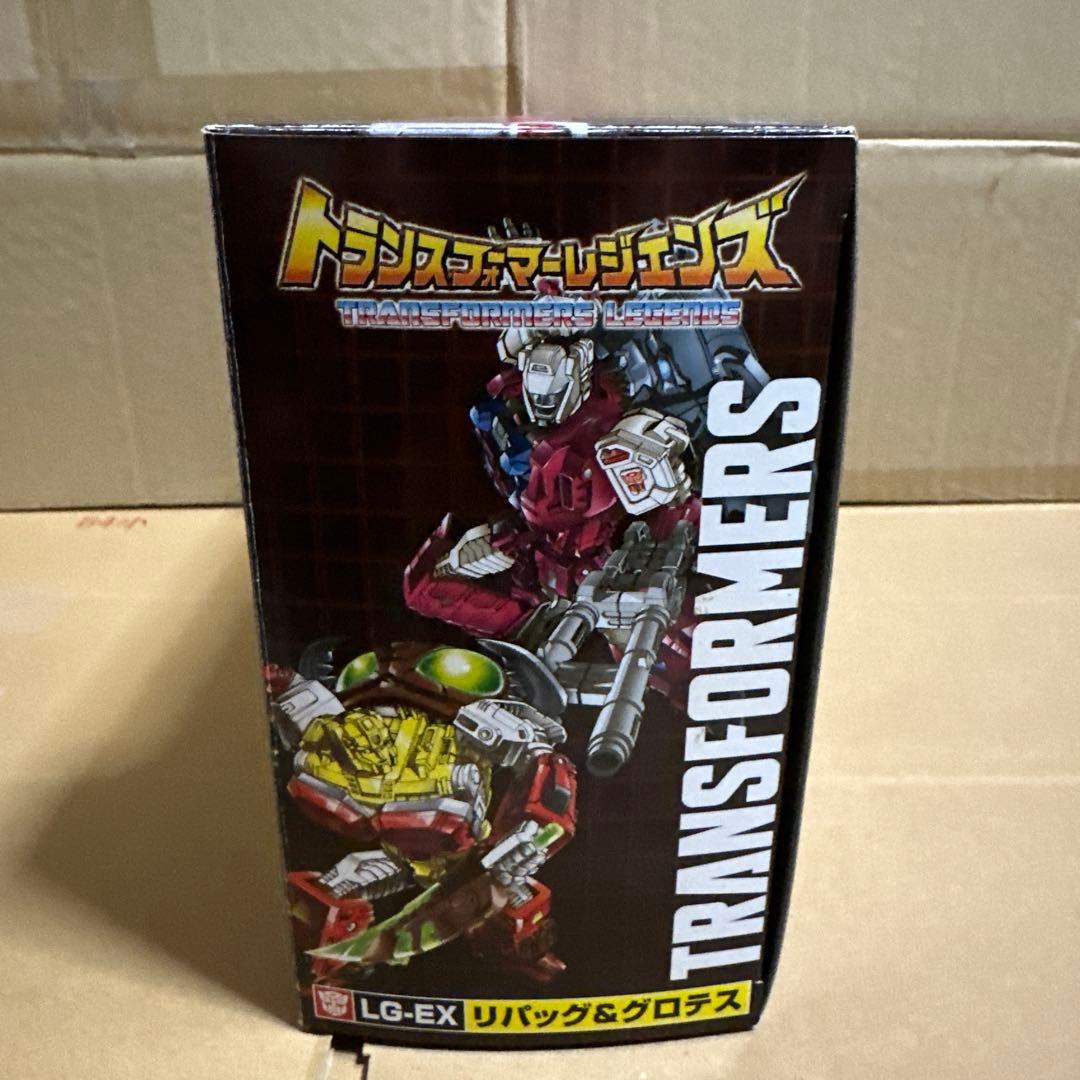 トランスフォーマーレジェンズ
TRANSFORMERS LEGENDS
TRANSFORMERS
LG-EX リパッグ&グロテス